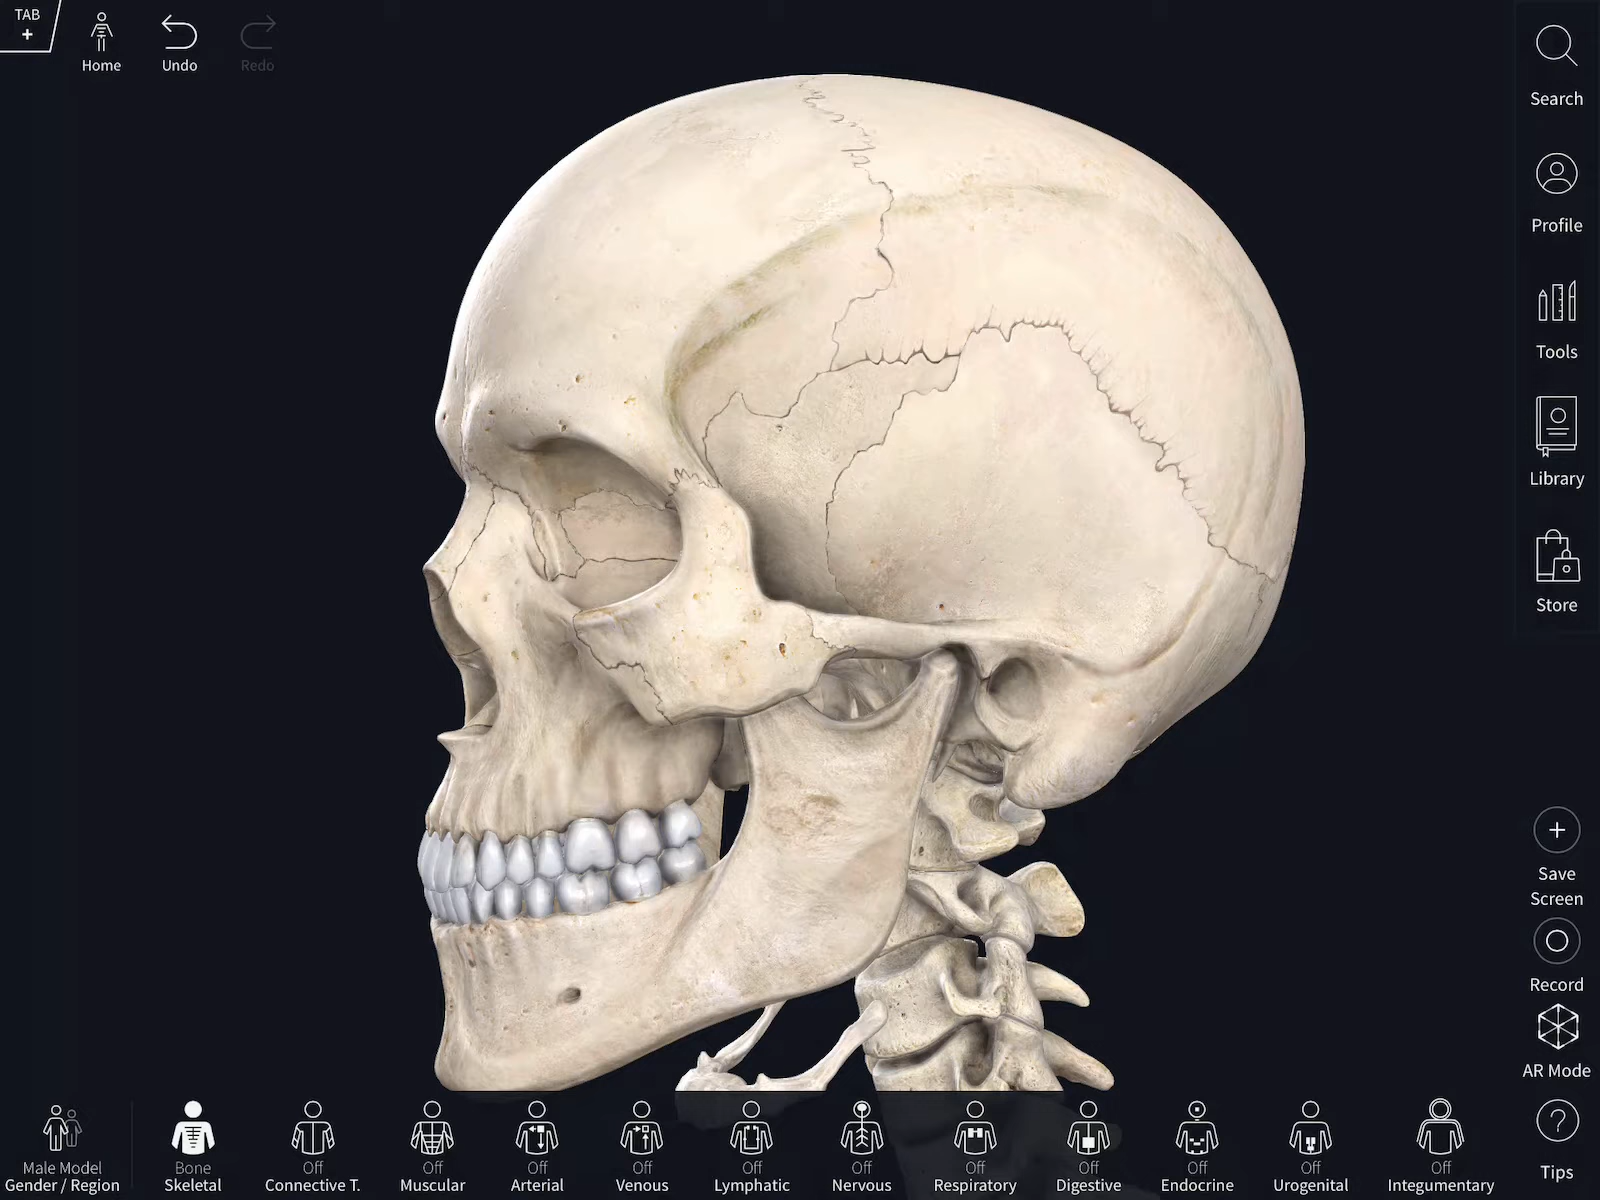 TAB
+
Home
Undo
Redo
Search
Profile
Tools
Library
Store
Save
Screen
Record
AR Mode
Tips
Male Model
Gender / Region
Bone
Skeletal
Off
Connective T.
Off
Muscular
Off
Arterial
Off
Venous
Off
Lymphatic
Off
Nervous
Off
Respiratory
Off
Digestive
Off
Endocrine
Off
Urogenital
Off
Integumentary